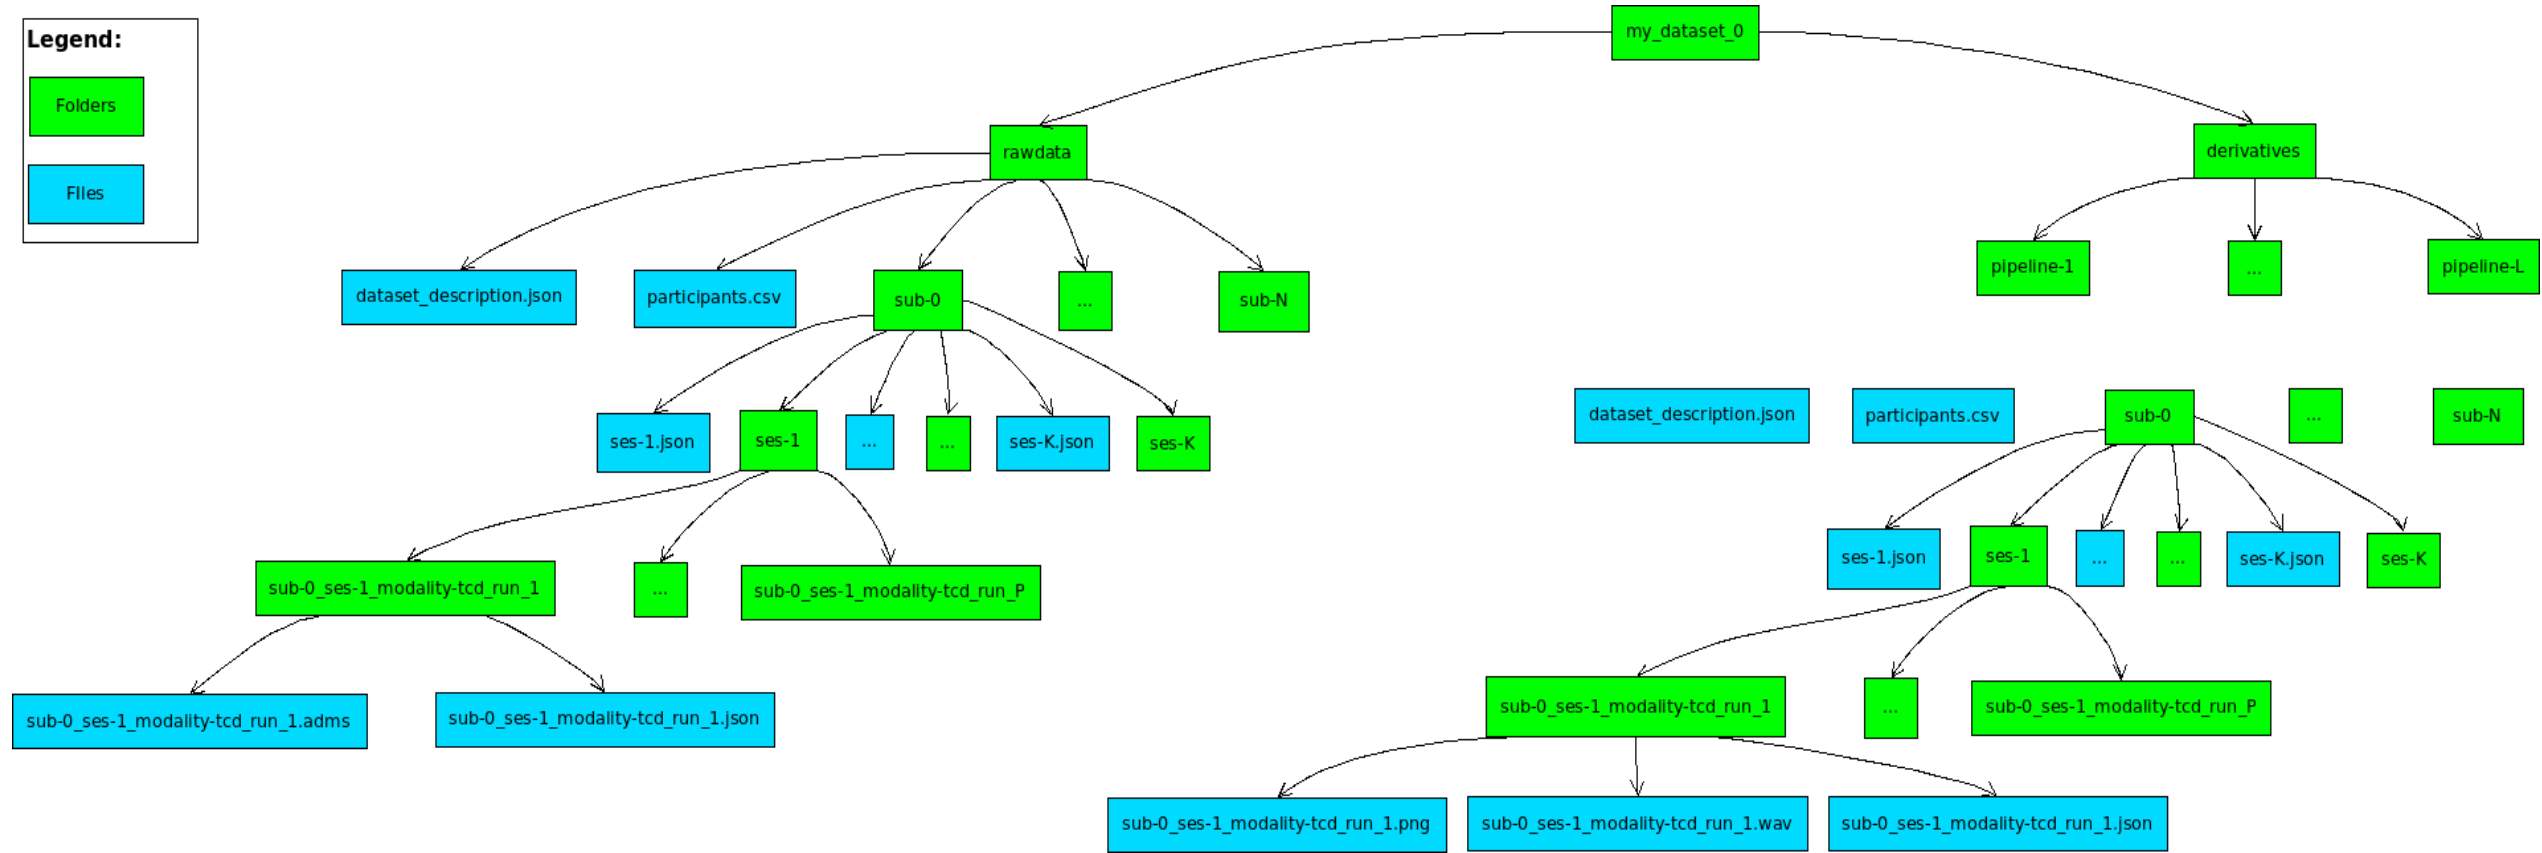 Legend:
Folders
FIles
my_dataset_0
rawdata
derivatives
dataset_description.json
participants.csv
sub-0
...
sub-N
pipeline-1
...
pipeline-L
ses-1.json
ses-1
...
...
ses-K.json
ses-K
dataset_description.json
participants.csv
sub-0
...
sub-N
sub-0_ses-1_modality-tcd_run_1
...
sub-0_ses-1_modality-tcd_run_P
ses-1.json
ses-1
...
...
ses-K.json
ses-K
sub-0_ses-1_modality-tcd_run_1.adms
sub-0_ses-1_modality-tcd_run_1.json
sub-0_ses-1_modality-tcd_run_1
...
sub-0_ses-1_modality-tcd_run_P
sub-0_ses-1_modality-tcd_run_1.png
sub-0_ses-1_modality-tcd_run_1.wav
sub-0_ses-1_modality-tcd_run_1.json